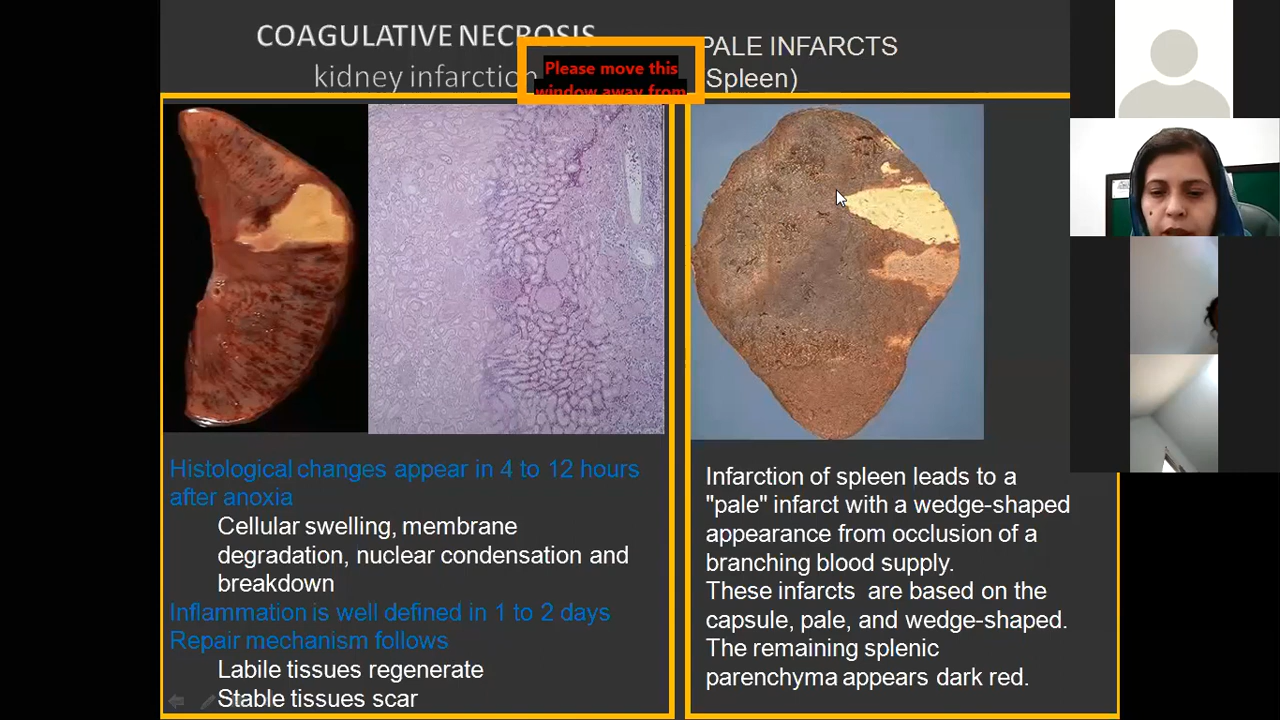 COAGULATIVE NECROSIS
kidney infarction
Please move this
window away from
PALE INFARCTS
(Spleen)
Histological changes appear in 4 to 12 hours
after anoxia
Cellular swelling, membrane
degradation, nuclear condensation and
breakdown
Inflammation is well defined in 1 to 2 days
Repair mechanism follows
Labile tissues regenerate
Stable tissues scar
Infarction of spleen leads to a
"pale" infarct with a wedge-shaped
appearance from occlusion of a
branching blood supply.
These infarcts  are based on the
capsule, pale, and wedge-shaped.
The remaining splenic
parenchyma appears dark red.